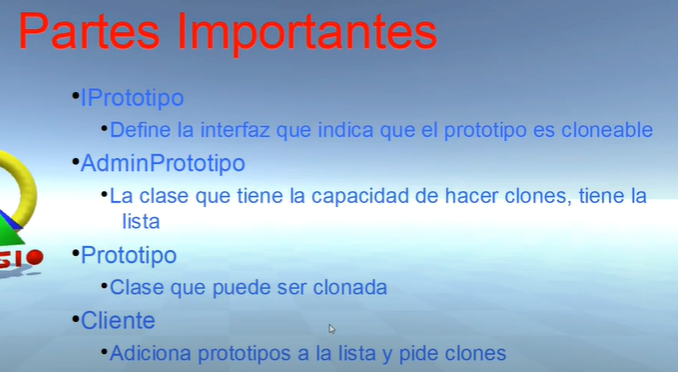 Partes Importantes
•IPrototipo
•Define la interfaz que indica que el prototipo es cloneable
•AdminPrototipo
•La clase que tiene la capacidad de hacer clones, tiene la
lista
•Prototipo
•Clase que puede ser clonada
•Cliente
•Adiciona prototipos a la lista y pide clones